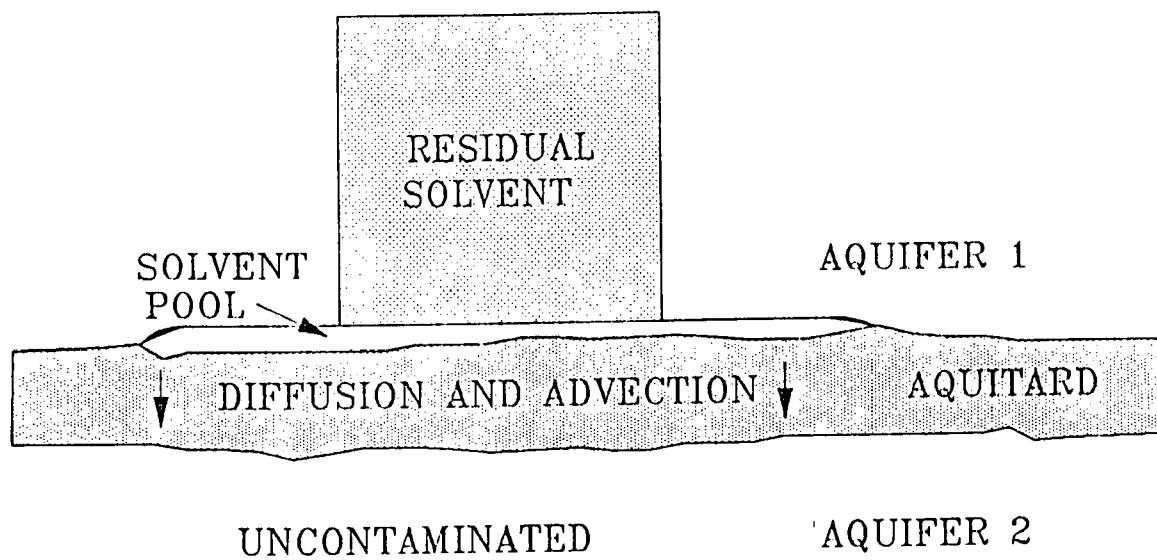 RESIDUAL
SOLVENT
SOLVENT
POOL
AQUIFER 1
DIFFUSION AND ADVECTION
AQUITARD
UNCONTAMINATED
AQUIFER 2